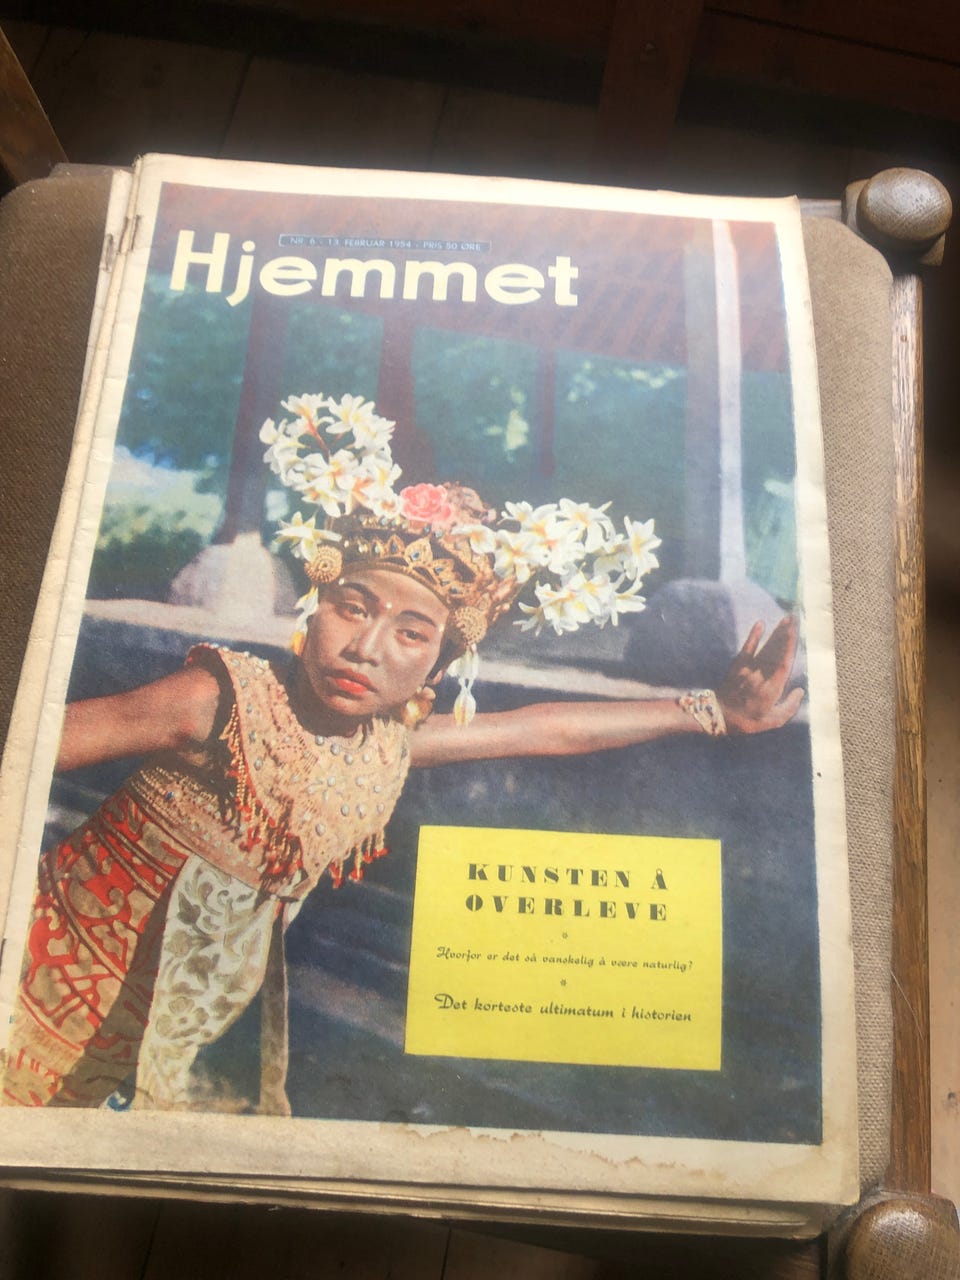 NR. 6 - 13. FEBRUAR 1954 - PRIS 50 ØRE
Hjemmet
KUNSTEN Å
OVERLEVE
*
Hvorfor er det så vanskelig å være naturlig?
*
Det korteste ultimatum i historien